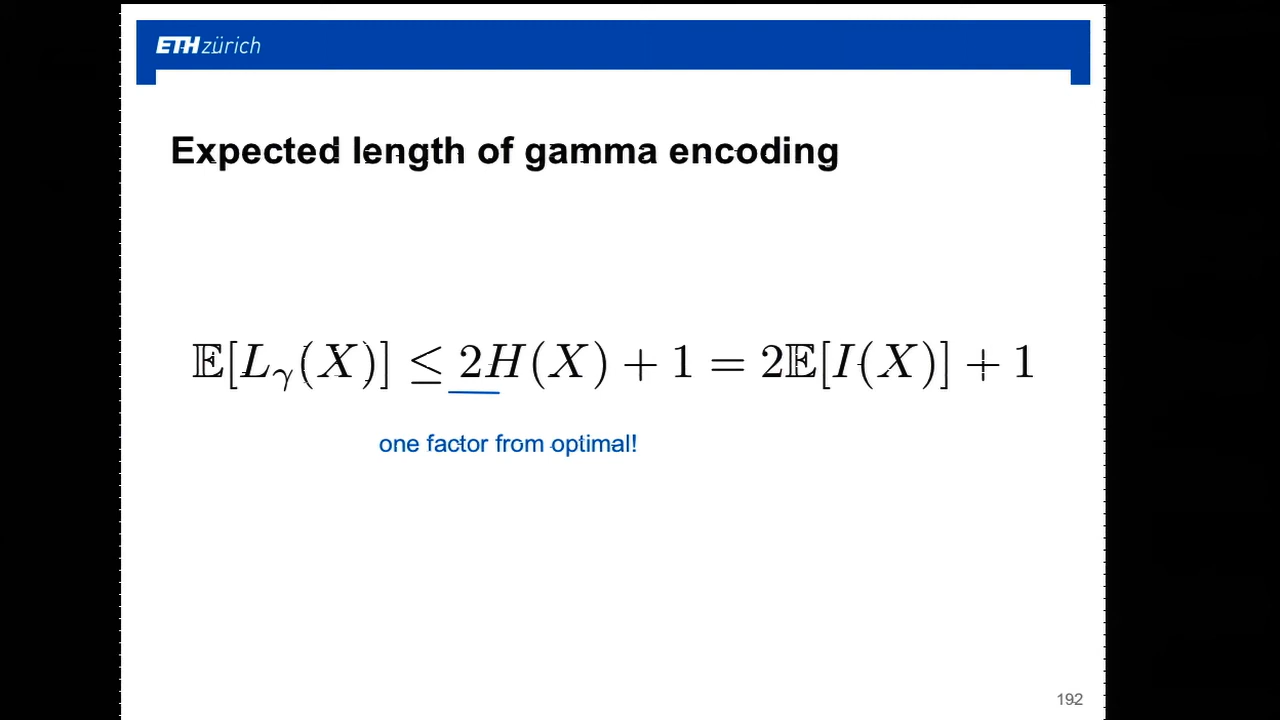 ETH zürich
Expected length of gamma encoding
𝔼[L_γ(X)] ≤ 2H(X) + 1 = 2𝔼[I(X)] + 1
one factor from optimal!
192